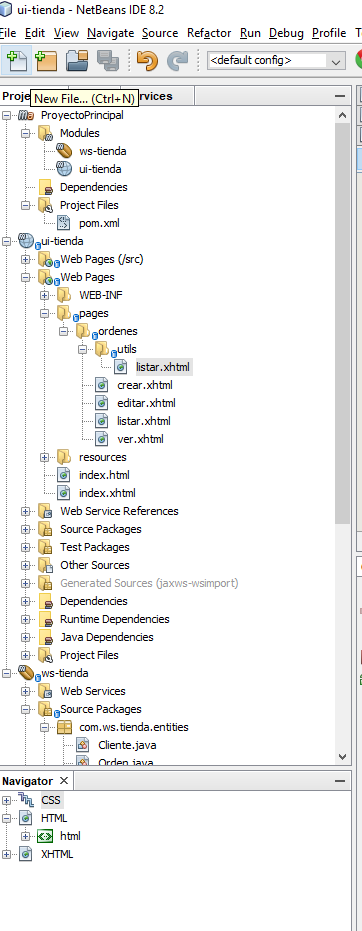 ui-tienda - NetBeans IDE 8.2
File Edit View Navigate Source Refactor Run Debug Profile
<default config>
New File... (Ctrl+N)
ProyectoPrincipal
Modules
ws-tienda
ui-tienda
Dependencies
Project Files
pom.xml
ui-tienda
Web Pages (/src)
Web Pages
WEB-INF
pages
ordenes
utils
listar.xhtml
crear.xhtml
editar.xhtml
listar.xhtml
ver.xhtml
resources
index.html
index.xhtml
Web Service References
Source Packages
Test Packages
Other Sources
Generated Sources (jaxws-wsimport)
Dependencies
Runtime Dependencies
Java Dependencies
Project Files
ws-tienda
Web Services
Source Packages
com.ws.tienda.entities
Cliente.java
Orden.java
Navigator
CSS
HTML
html
XHTML